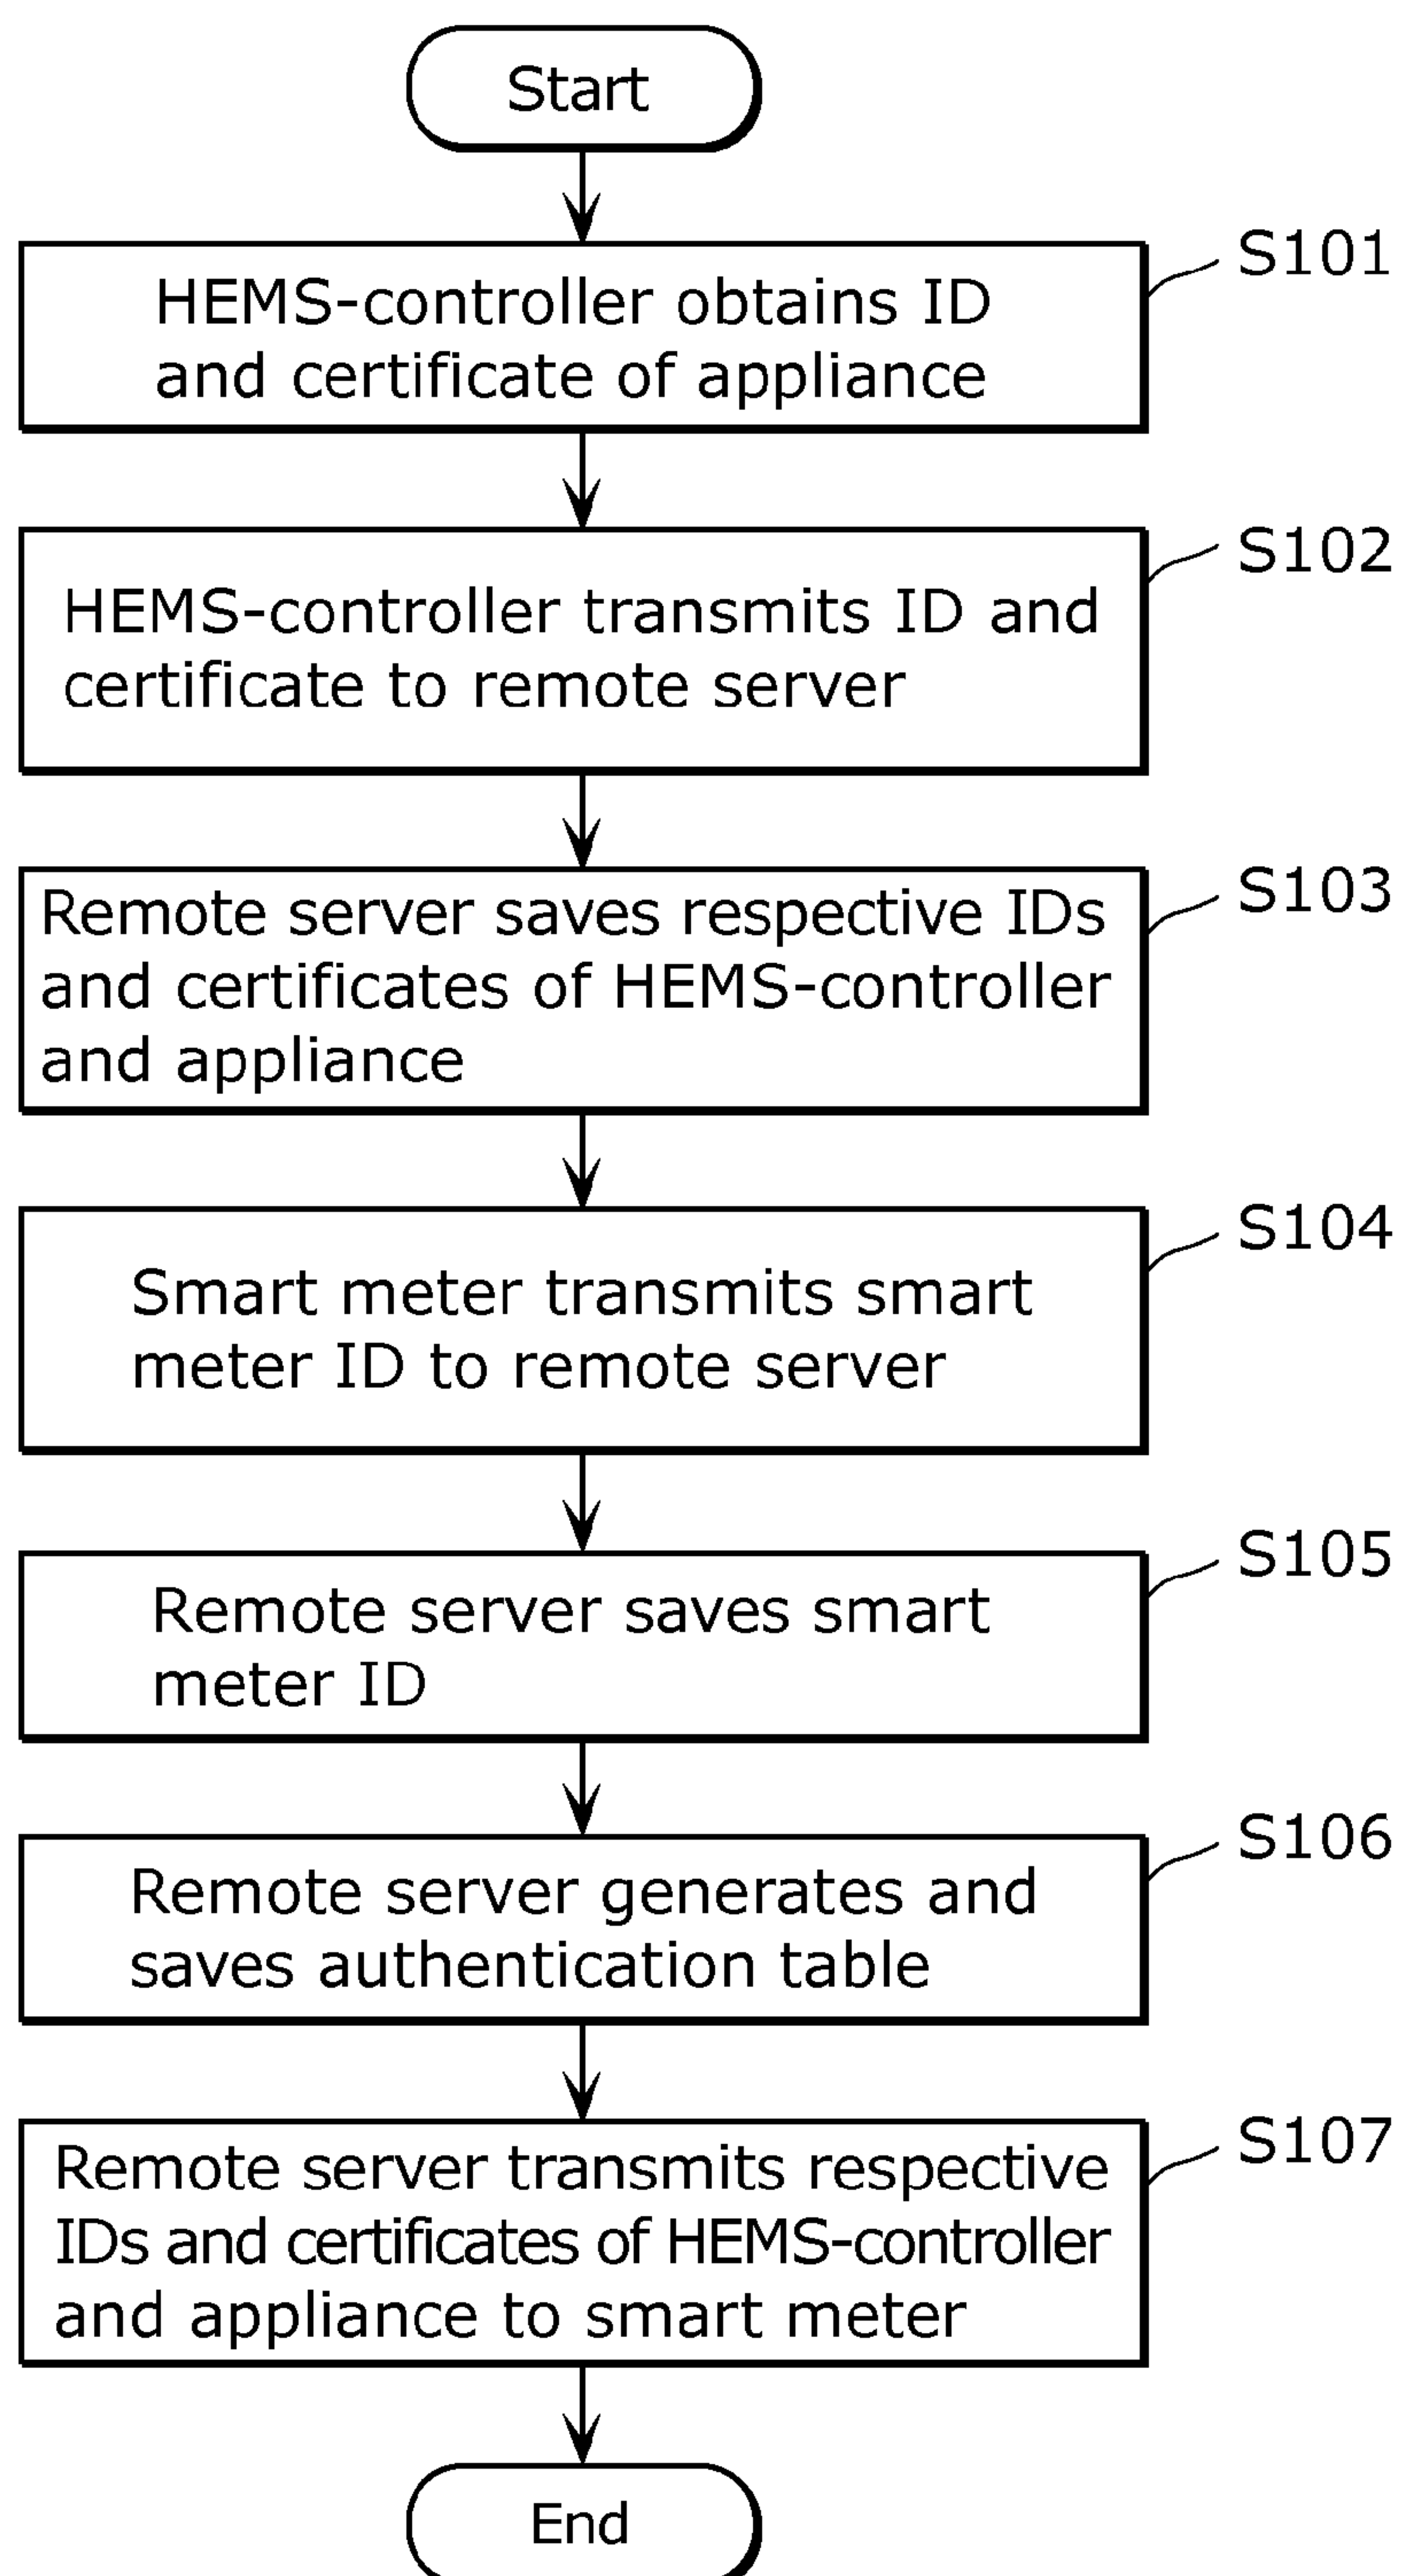 Start
S101
HEMS-controller obtains ID
and certificate of appliance
S102
HEMS-controller transmits ID and
certificate to remote server
S103
Remote server saves respective IDs
and certificates of HEMS-controller
and appliance
S104
Smart meter transmits smart
meter ID to remote server
S105
Remote server saves smart
meter ID
S106
Remote server generates and
saves authentication table
S107
Remote server transmits respective
IDs and certificates of HEMS-controller
and appliance to smart meter
End